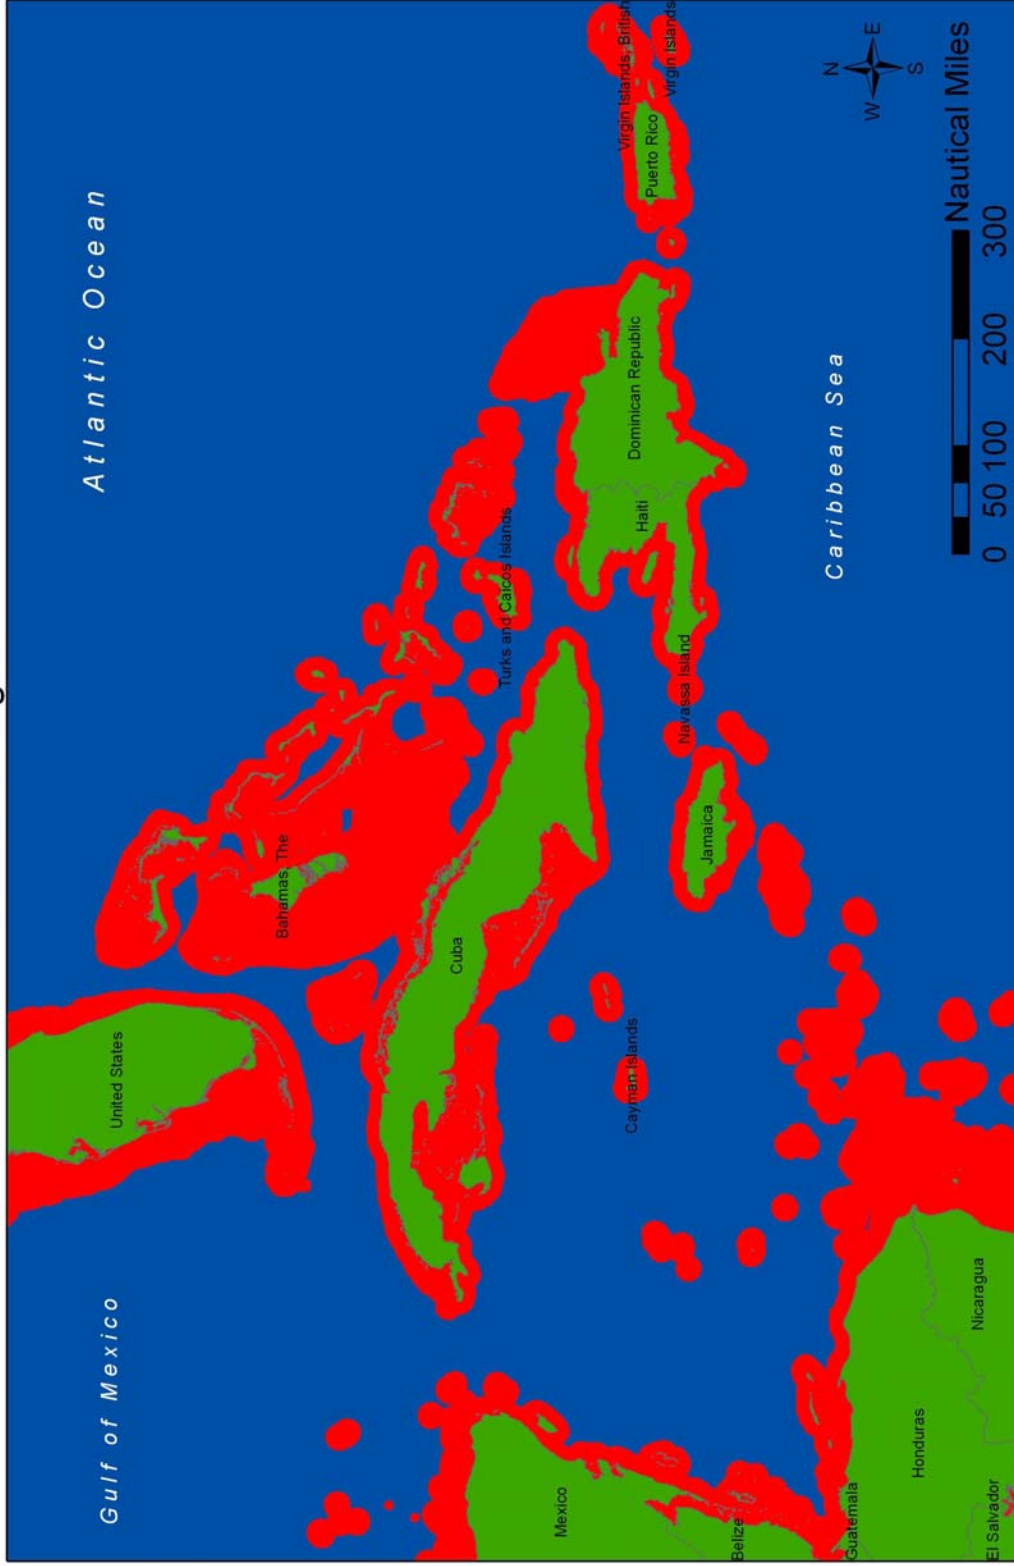 Atlantic Ocean
Gulf of Mexico
United States
Bahamas, The
Cuba
Turks and Caicos Islands
Mexico
Cayman Islands
Haiti
Dominican Republic
Puerto Rico
Virgin Islands, British
Virgin Islands
Navassa Island
Jamaica
Belize
Guatemala
Honduras
Nicaragua
El Salvador
Caribbean Sea
N
W
E
S
Nautical Miles
0 50 100 200 300